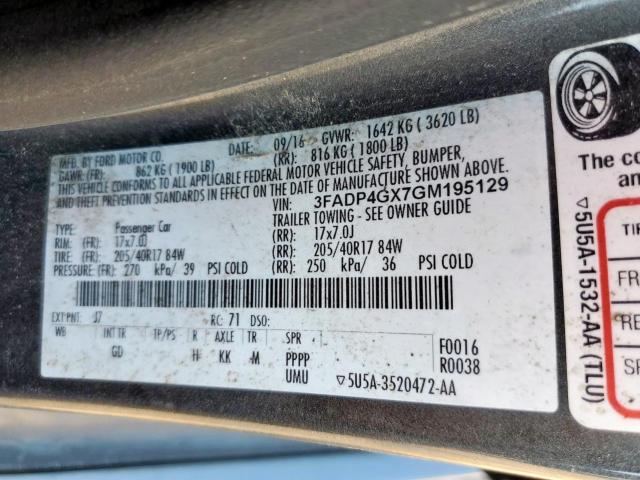 MFD. BY FORD MOTOR CO. DATE: 09/16 GVWR: 1642 KG ( 3620 LB)
GAWR: (FR): 862 KG ( 1900 LB) (RR): 816 KG ( 1800 LB)
THIS VEHICLE CONFORMS TO ALL APPLICABLE FEDERAL MOTOR VEHICLE SAFETY, BUMPER,
AND THEFT PREVENTION STANDARDS IN EFFECT ON THE DATE OF MANUFACTURE SHOWN ABOVE.
VIN: 3FADP4GX7GM195129
TYPE: Passenger Car TRAILER TOWING - SEE OWNER GUIDE
RIM: (FR): 17x7.0J (RR): 17x7.0J
TIRE: (FR): 205/40R17 84W (RR): 205/40R17 84W
PRESSURE: (FR): 270 kPa/ 39 PSI COLD (RR): 250 kPa/ 36 PSI COLD
EXT PNT: J7 RC: 71 DSO:
WB INT TR TP/PS R AXLE TR SPR F0016
GD H KK M PPPP R0038
UMU ▽5U5A-3520472-AA
The co
▽5U5A-1532-AA (TLU)
TI
FR
RE
SP